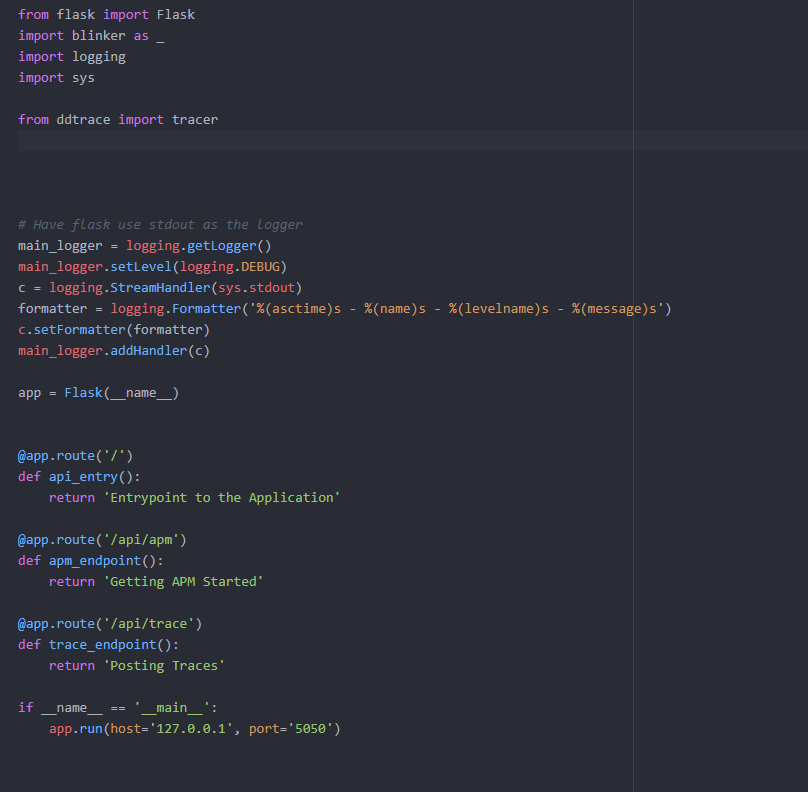 from flask import Flask
import blinker as _
import logging
import sys
from ddtrace import tracer
# Have flask use stdout as the logger
main_logger = logging.getLogger()
main_logger.setLevel(logging.DEBUG)
c = logging.StreamHandler(sys.stdout)
formatter = logging.Formatter('%(asctime)s - %(name)s - %(levelname)s - %(message)s')
c.setFormatter(formatter)
main_logger.addHandler(c)
app = Flask(__name__)
@app.route('/')
def api_entry():
    return 'Entrypoint to the Application'
@app.route('/api/apm')
def apm_endpoint():
    return 'Getting APM Started'
@app.route('/api/trace')
def trace_endpoint():
    return 'Posting Traces'
if __name__ == '__main__':
    app.run(host='127.0.0.1', port='5050')